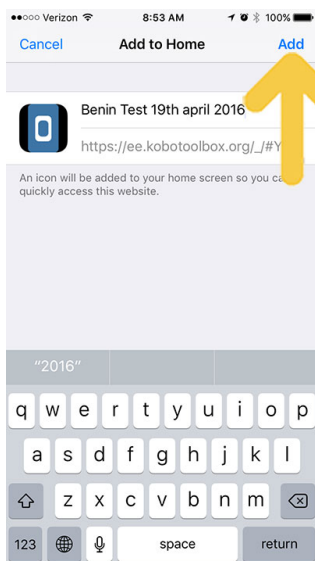 Verizon 8:53 AM 100%
Cancel Add to Home Add
Benin Test 19th april 2016
https://ee.kobotoolbox.org/_/#Y
An icon will be added to your home screen so you ca
quickly access this website.
"2016"
q w e r t y u i o p
a s d f g h j k l
z x c v b n m
123 space return